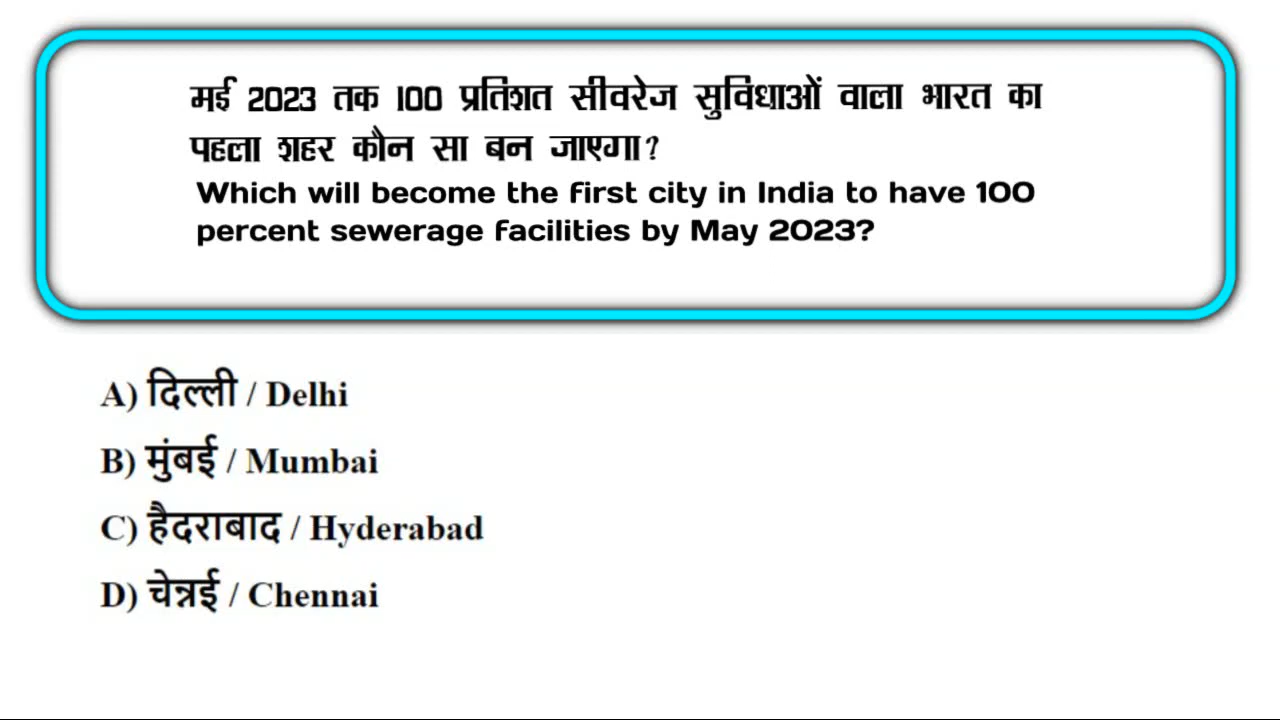 मई 2023 तक 100 प्रतिशत सीवरेज सुविधाओं वाला भारत का
पहला शहर कौन सा बन जाएगा?
Which will become the first city in India to have 100
percent sewerage facilities by May 2023?
A) दिल्ली / Delhi
B) मुंबई / Mumbai
C) हैदराबाद / Hyderabad
D) चेन्नई / Chennai